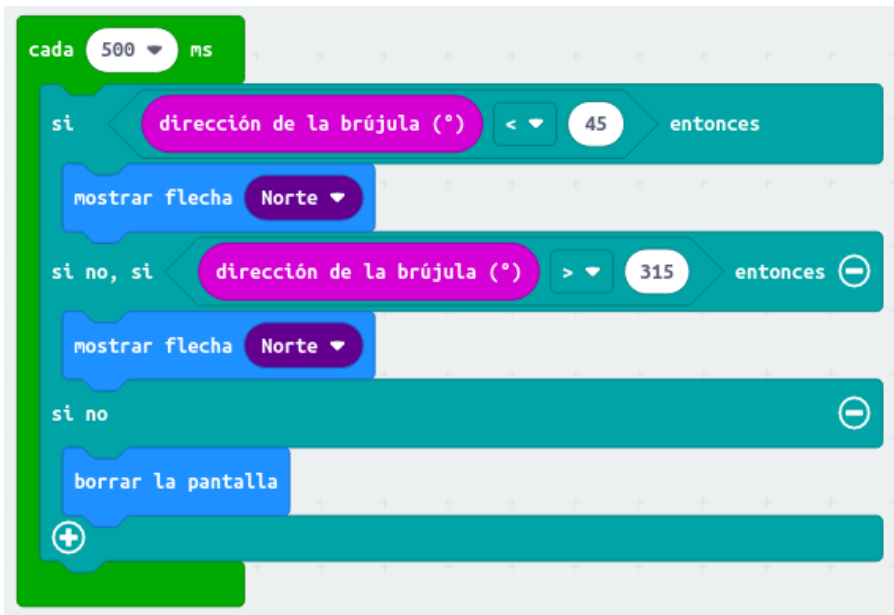 cada 500 ms
si dirección de la brújula (°) < 45 entonces
mostrar flecha Norte
si no, si dirección de la brújula (°) > 315 entonces
mostrar flecha Norte
si no
borrar la pantalla